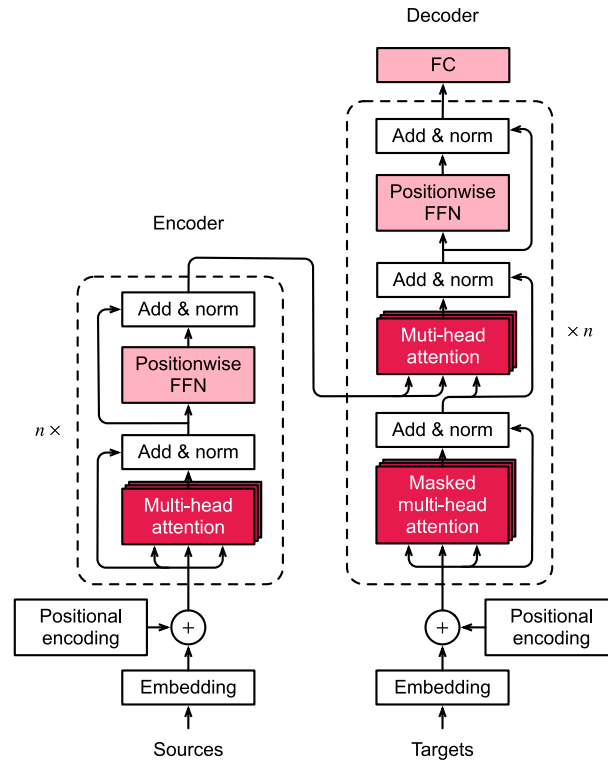 Decoder
FC
Add & norm
Positionwise
FFN
Add & norm
Muti-head
attention
× n
Add & norm
Masked
multi-head
attention
Positional
encoding
+
Embedding
Targets
Encoder
Add & norm
Positionwise
FFN
n ×
Add & norm
Multi-head
attention
Positional
encoding
+
Embedding
Sources